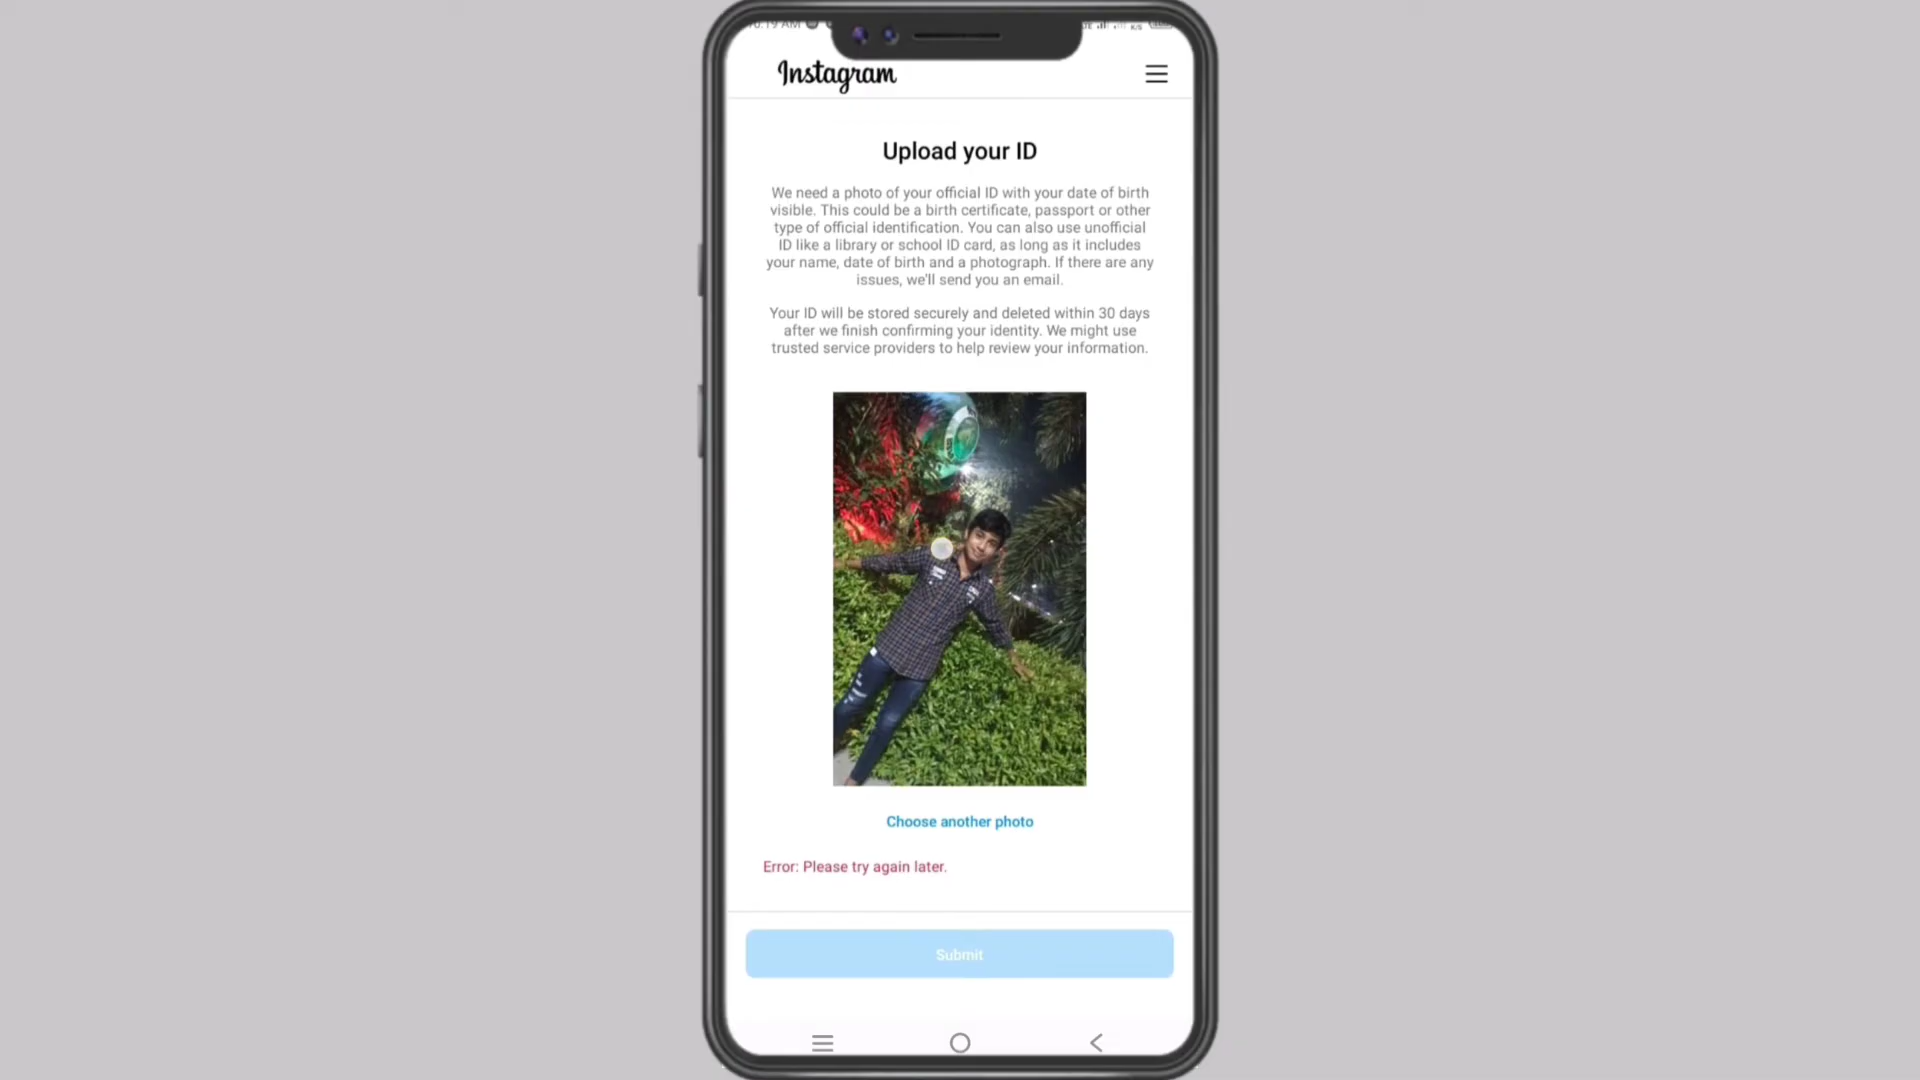 Instagram
Upload your ID
We need a photo of your official ID with your date of birth
visible. This could be a birth certificate, passport or other
type of official identification. You can also use unofficial
ID like a library or school ID card, as long as it includes
your name, date of birth and a photograph. If there are any
issues, we'll send you an email.
Your ID will be stored securely and deleted within 30 days
after we finish confirming your identity. We might use
trusted service providers to help review your information.
Choose another photo
Error: Please try again later.
Submit